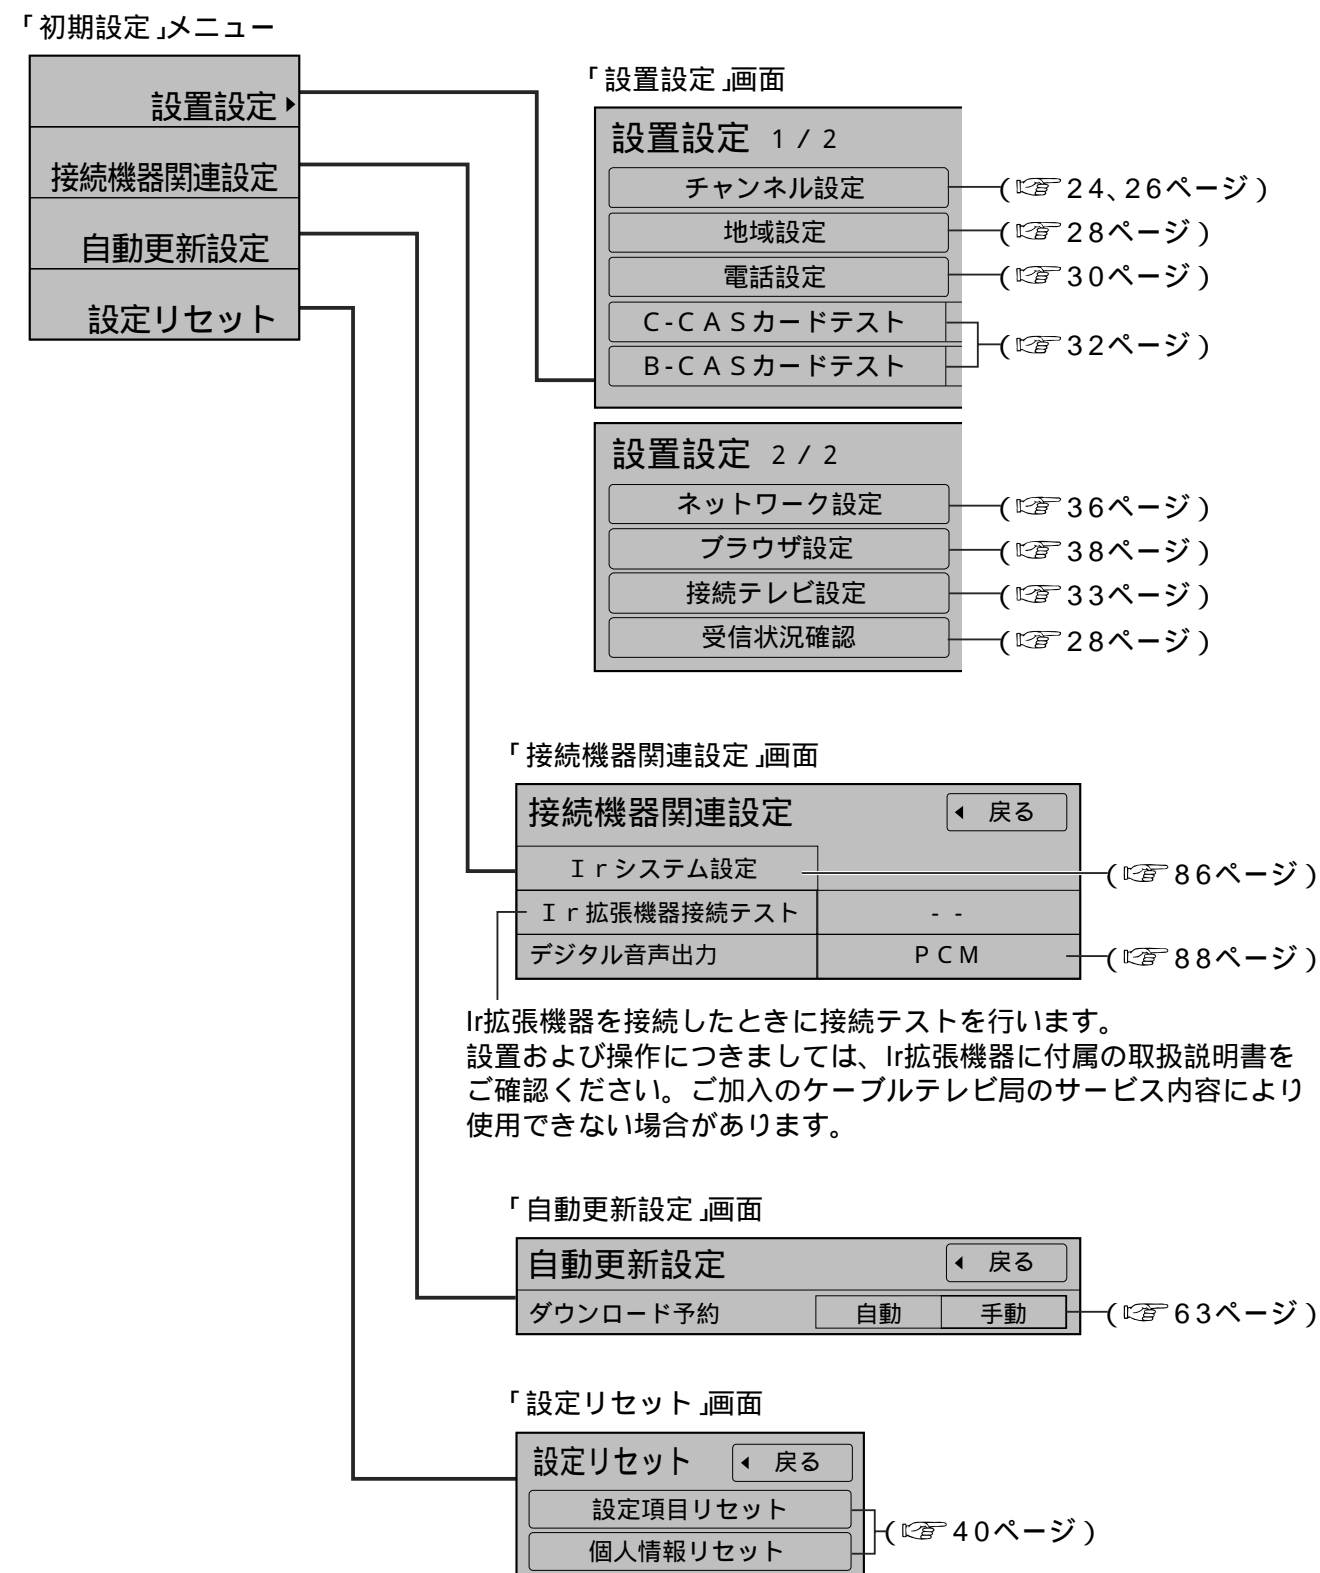 「初期設定」メニュー
設置設定
接続機器関連設定
自動更新設定
設定リセット
「設置設定」画面
設置設定 1/2
チャンネル設定
(☞24、26ページ)
地域設定
(☞28ページ)
電話設定
(☞30ページ)
C-CASカードテスト
B-CASカードテスト
(☞32ページ)
設置設定 2/2
ネットワーク設定
(☞36ページ)
ブラウザ設定
(☞38ページ)
接続テレビ設定
(☞33ページ)
受信状況確認
(☞28ページ)
「接続機器関連設定」画面
接続機器関連設定
戻る
Irシステム設定
(☞86ページ)
Ir拡張機器接続テスト
- -
デジタル音声出力
PCM
(☞88ページ)
Ir拡張機器を接続したときに接続テストを行います。
設置および操作につきましては、Ir拡張機器に付属の取扱説明書を
ご確認ください。ご加入のケーブルテレビ局のサービス内容により
使用できない場合があります。
「自動更新設定」画面
自動更新設定
戻る
ダウンロード予約
自動
手動
(☞63ページ)
「設定リセット」画面
設定リセット
戻る
設定項目リセット
個人情報リセット
(☞40ページ)